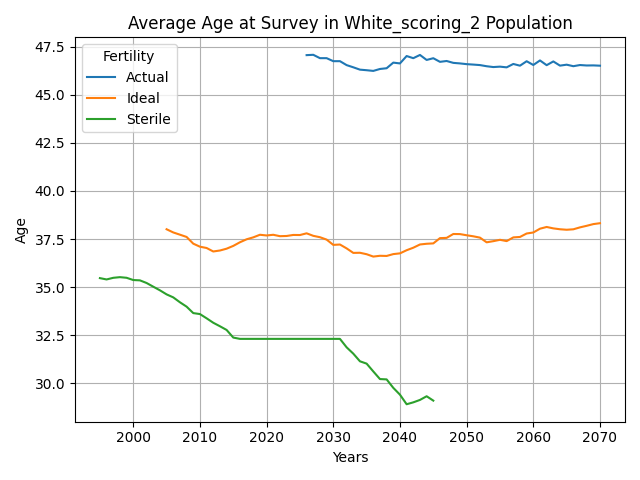 Average Age at Survey in White_scoring_2 Population
Fertility
Actual
Ideal
Sterile
Age
47.5
45.0
42.5
40.0
37.5
35.0
32.5
30.0
2000 2010 2020 2030 2040 2050 2060 2070
Years